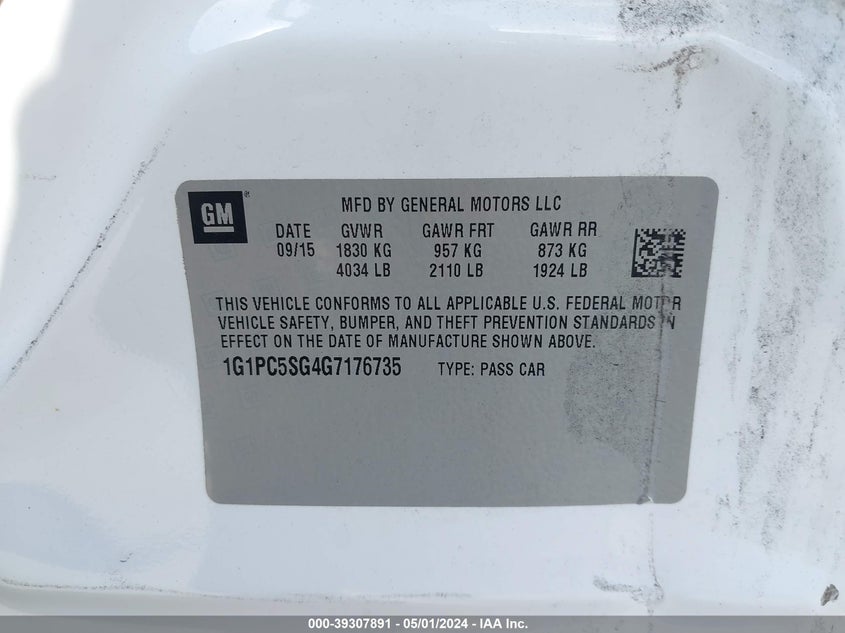 GM®
MFD BY GENERAL MOTORS LLC
DATE GVWR GAWR FRT GAWR RR
09/15 1830 KG 957 KG 873 KG
4034 LB 2110 LB 1924 LB
THIS VEHICLE CONFORMS TO ALL APPLICABLE U.S. FEDERAL MOTOR
VEHICLE SAFETY, BUMPER, AND THEFT PREVENTION STANDARDS IN
EFFECT ON THE DATE OF MANUFACTURE SHOWN ABOVE.
1G1PC5SG4G7176735 TYPE: PASS CAR
000-39307891 - 05/01/2024 - IAA Inc.